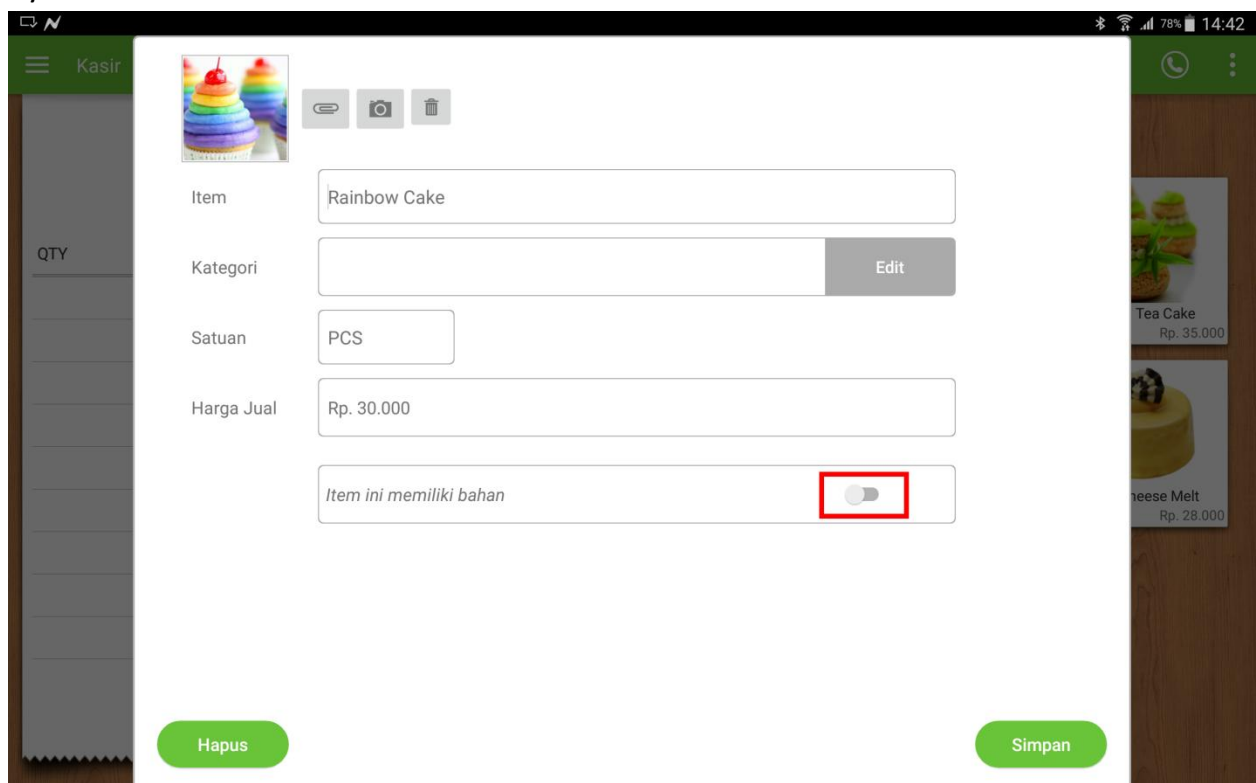 78% 14:42
Kasir
Item
Rainbow Cake
QTY
Kategori
Edit
Tea Cake
Rp. 35.000
Satuan
PCS
Harga Jual
Rp. 30.000
Item ini memiliki bahan
Melt
Rp. 28.000
Hapus
Simpan